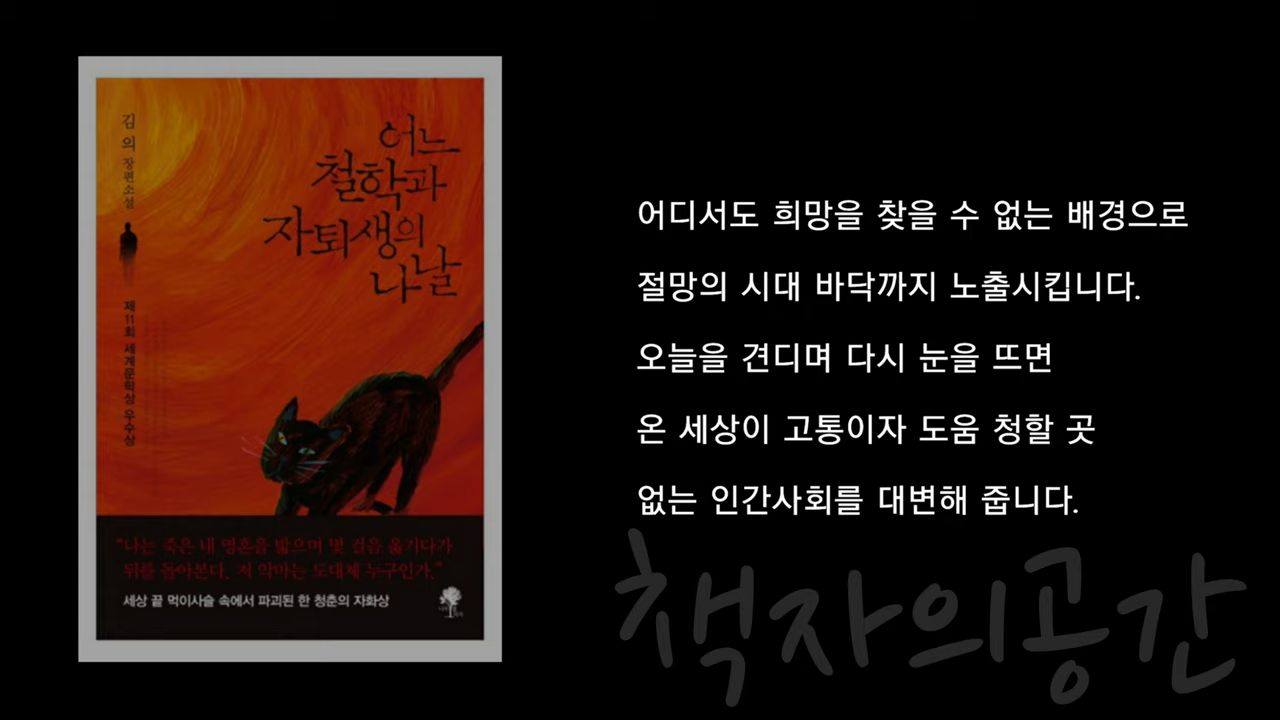 김의 장편소설
제11회 세계문학상 우수상
어느
철학과
자퇴생의
나날
"나는 죽은 내 영혼을 밟으며 몇 걸음 옮기다가
뒤를 돌아본다. 저 악마는 도대체 누구인가."
세상 끝 먹이사슬 속에서 파괴된 한 청춘의 자화상
어디서도 희망을 찾을 수 없는 배경으로
절망의 시대 바닥까지 노출시킵니다.
오늘을 견디며 다시 눈을 뜨면
온 세상이 고통이자 도움 청할 곳
없는 인간사회를 대변해 줍니다.
책자의공간